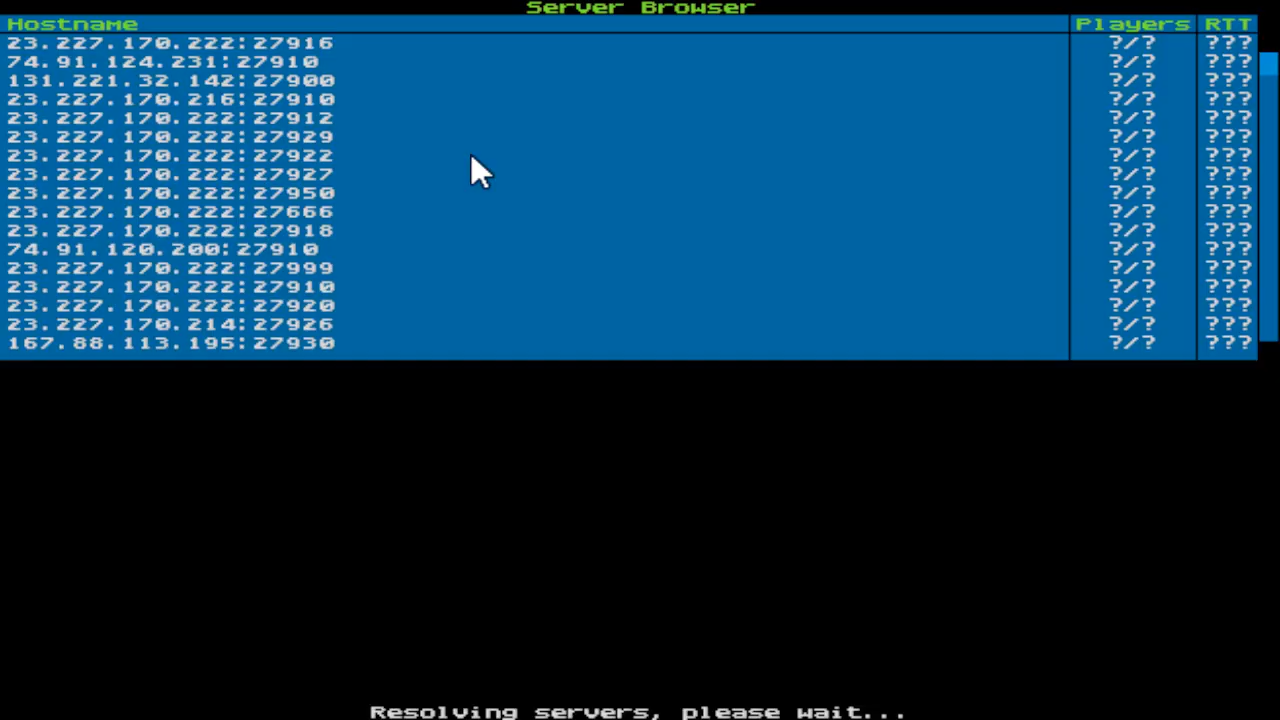 Server Browser
Hostname Players RTT
23.227.170.222:27916 ?/? ???
74.91.124.231:27910 ?/? ???
131.221.32.142:27900 ?/? ???
23.227.170.216:27910 ?/? ???
23.227.170.222:27912 ?/? ???
23.227.170.222:27929 ?/? ???
23.227.170.222:27922 ?/? ???
23.227.170.222:27927 ?/? ???
23.227.170.222:27950 ?/? ???
23.227.170.222:27666 ?/? ???
23.227.170.222:27918 ?/? ???
74.91.120.200:27910 ?/? ???
23.227.170.222:27999 ?/? ???
23.227.170.222:27910 ?/? ???
23.227.170.222:27920 ?/? ???
23.227.170.214:27926 ?/? ???
167.88.113.195:27930 ?/? ???
Resolving servers, please wait...